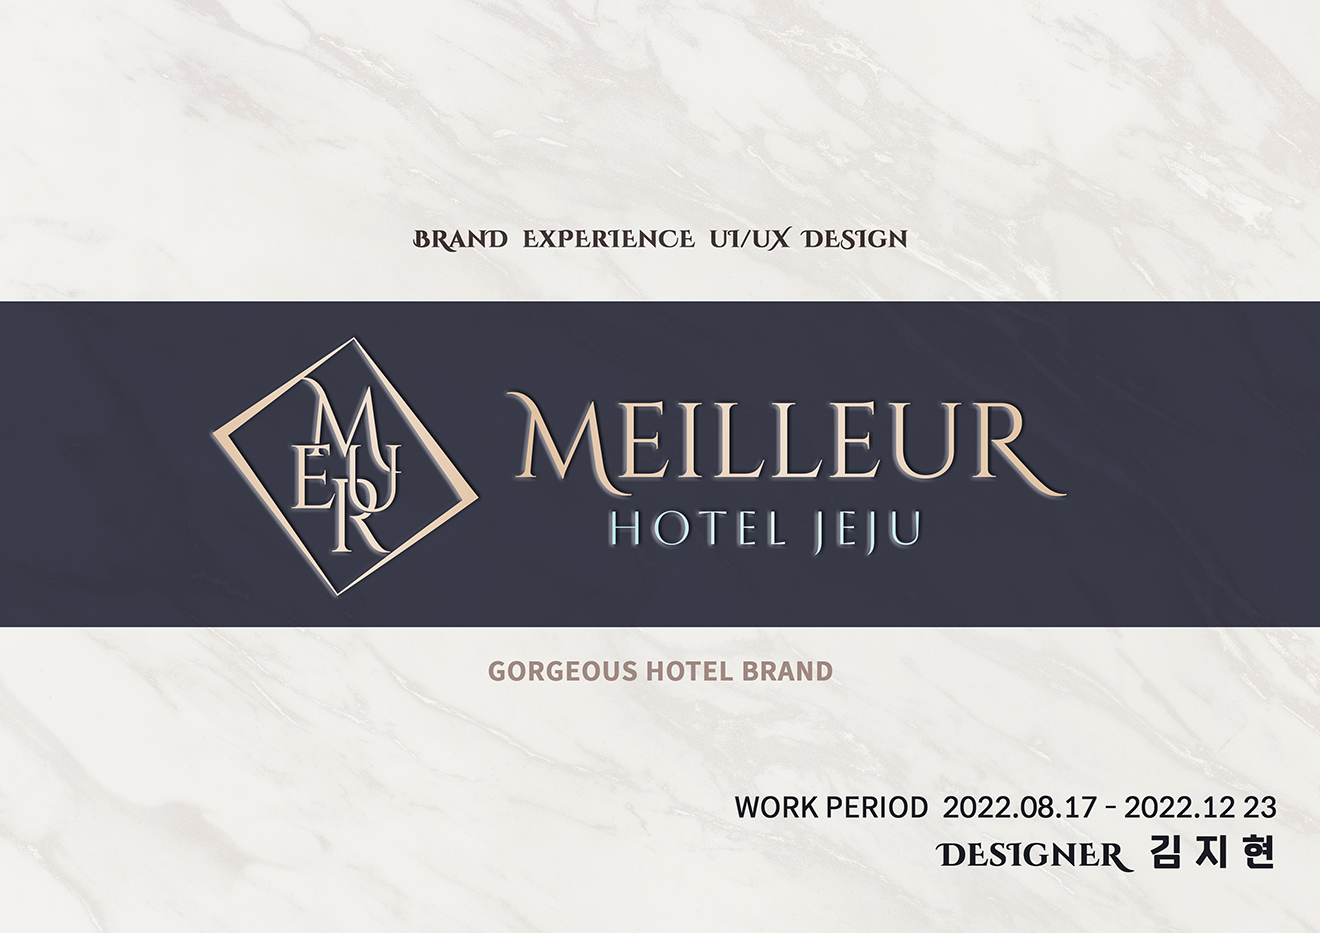 BRAND EXPERIENCE UI/UX DESIGN
MEUR
MEILLEUR
HOTEL JEJU
GORGEOUS HOTEL BRAND
WORK PERIOD 2022.08.17 - 2022.12 23
DESIGNER 김 지 현